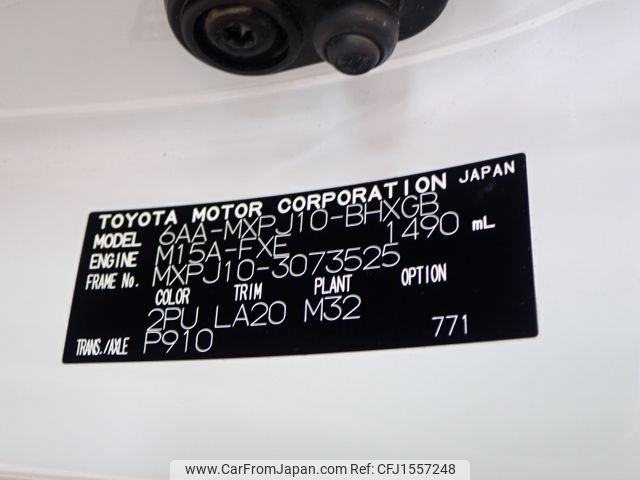 TOYOTA MOTOR CORPORATION JAPAN
MODEL 6AA-MXPJ10-BHXGB
ENGINE M15A-FXE 1490 mL
FRAME No. MXPJ10-3073525
COLOR TRIM PLANT OPTION
2PU LA20 M32
TRANS./AXLE P910 771
www.CarFromJapan.com CFJ1557248